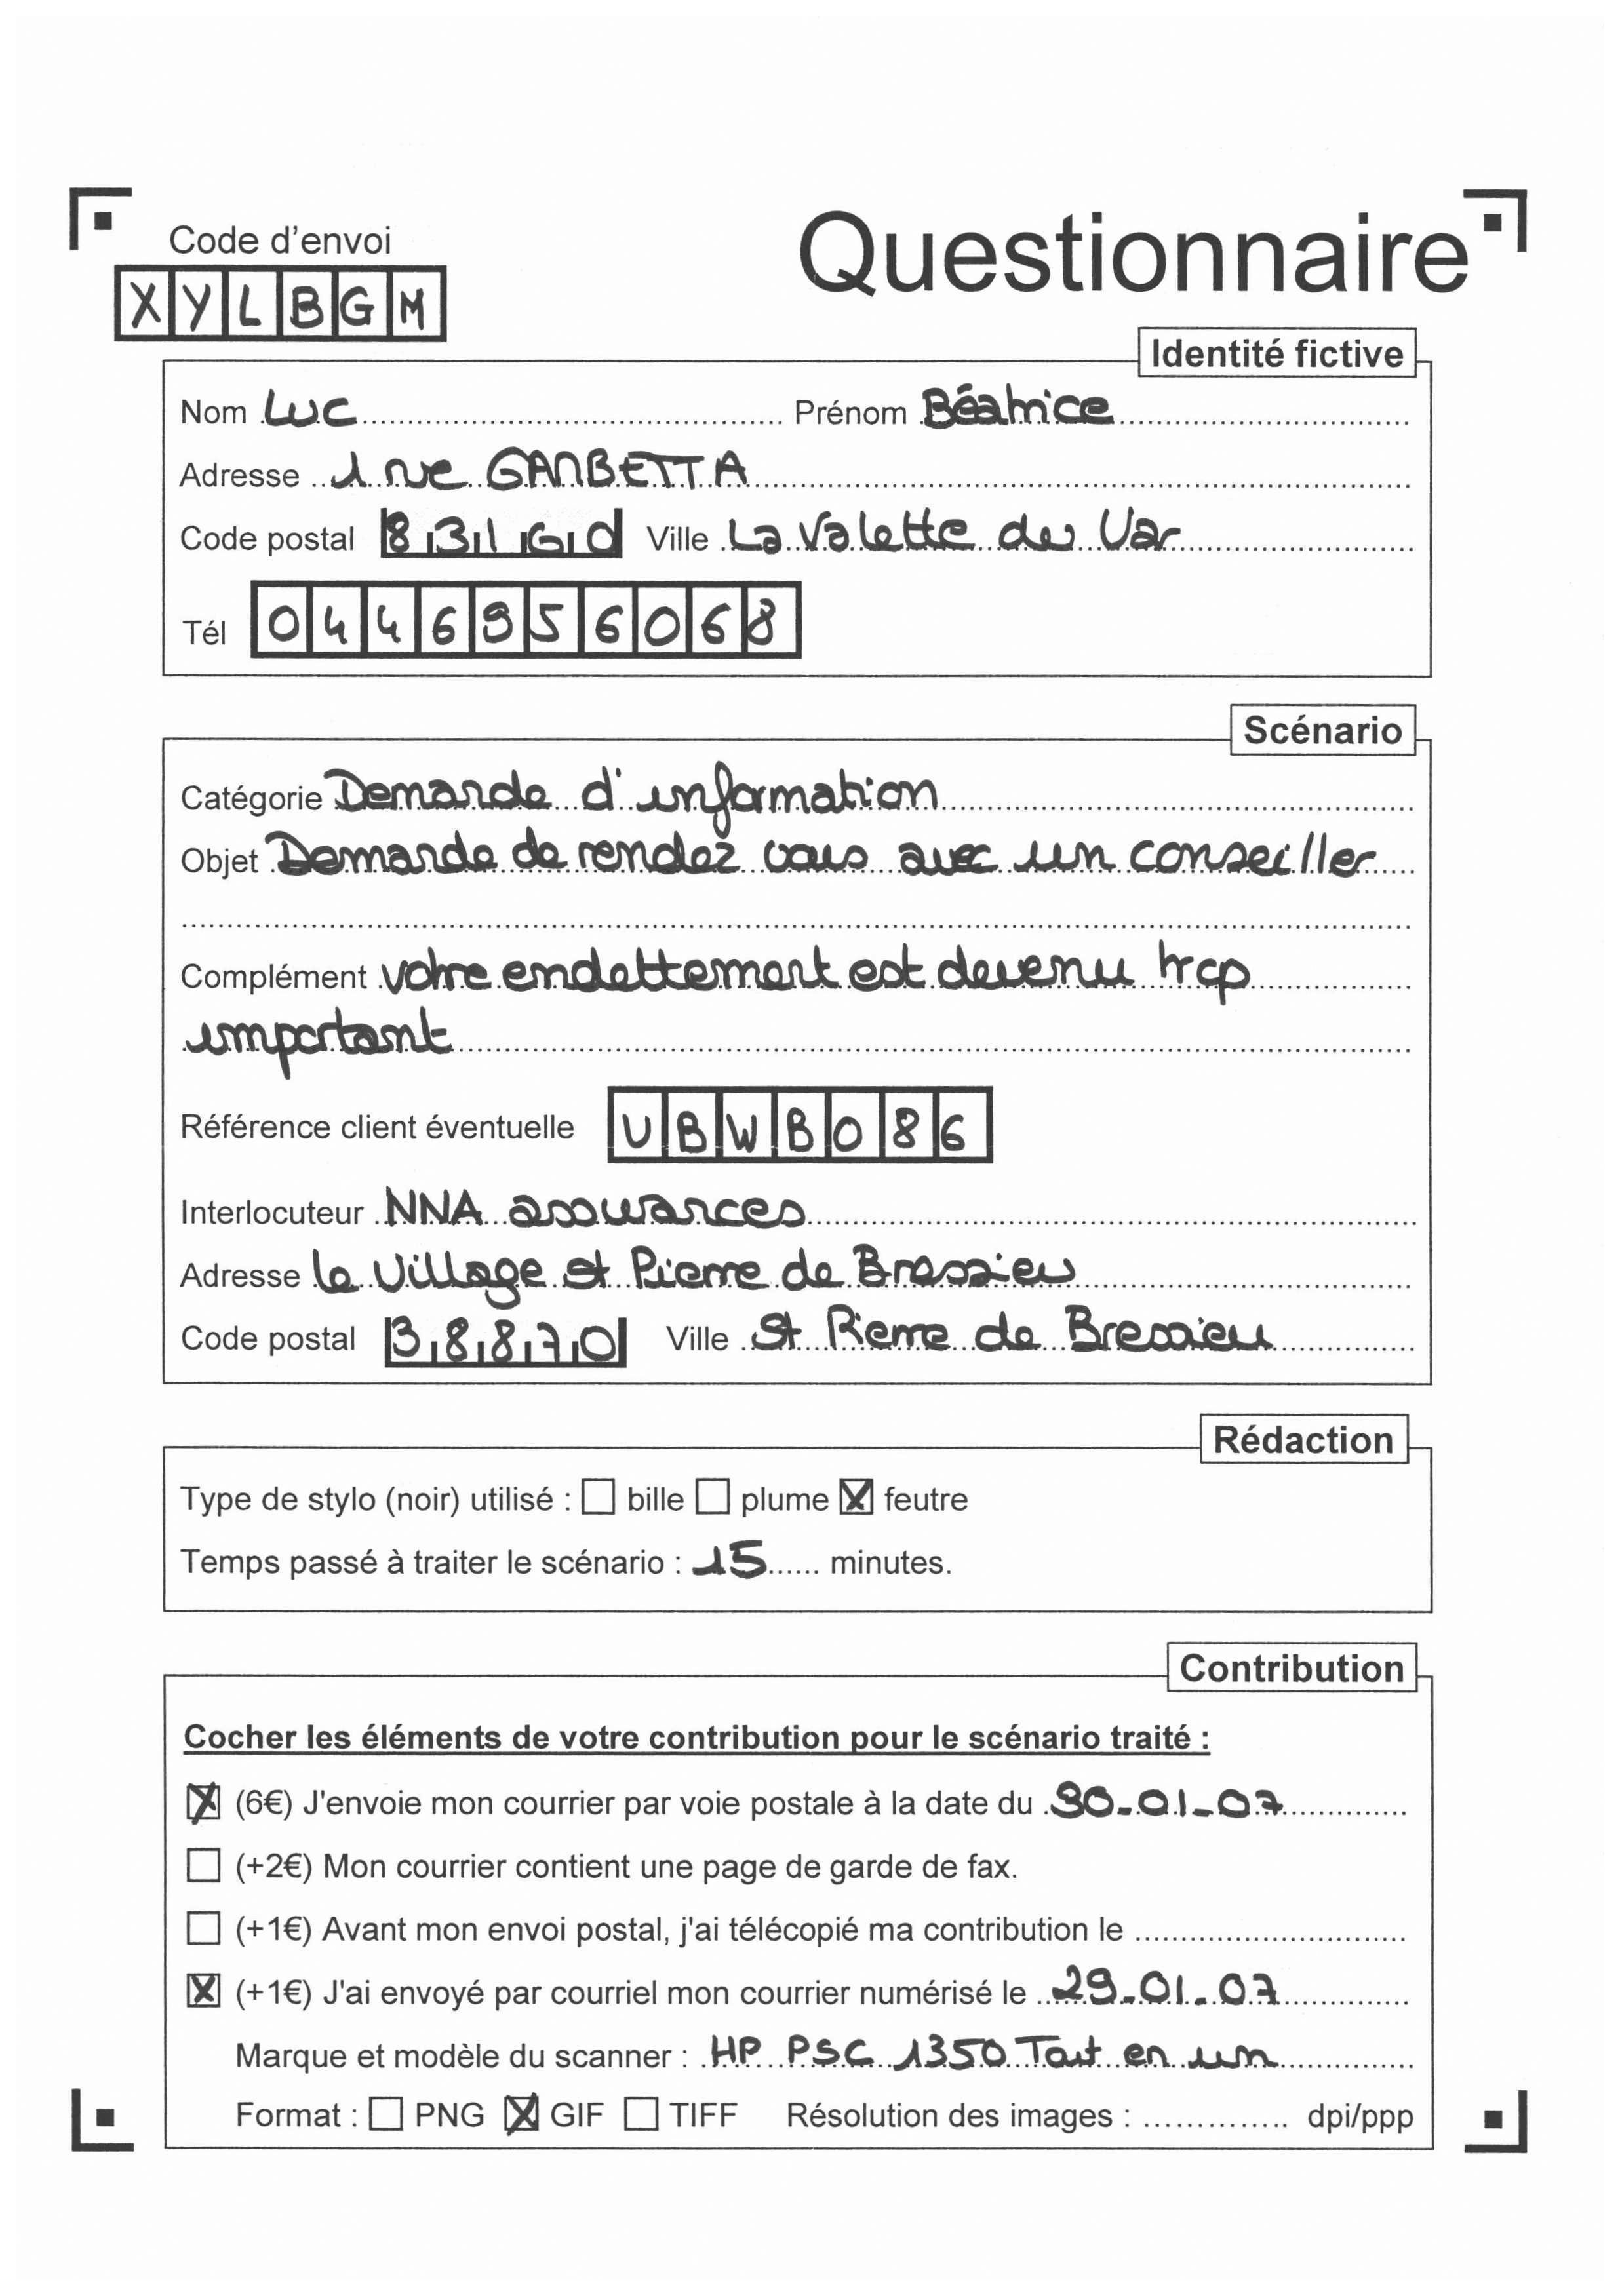 Code d'envoi
Questionnaire
XYLBGM
Identité fictive
Nom Luc Prénom Béatrice
Adresse 1 rue GAMBETTA
Code postal 83160 Ville La Valette du Var
Tél 0446956068
Scénario
Catégorie Demande d'information
Objet Demande de rendez vous avec un conseiller
Complément votre endettement est devenu trop
important
Référence client éventuelle UBWB086
Interlocuteur NNA assurances
Adresse le Village st Pierre de Bressieu
Code postal 38870 Ville St Pierre de Bressieu
Rédaction
Type de stylo (noir) utilisé : ☐ bille ☐ plume ☒ feutre
Temps passé à traiter le scénario : 15 minutes.
Contribution
Cocher les éléments de votre contribution pour le scénario traité :
☒ (6€) J'envoie mon courrier par voie postale à la date du 30-01-07
☐ (+2€) Mon courrier contient une page de garde de fax.
☐ (+1€) Avant mon envoi postal, j'ai télécopié ma contribution le
☒ (+1€) J'ai envoyé par courriel mon courrier numérisé le 29-01-07
Marque et modèle du scanner : HP PSC 1350 Tout en un
Format : ☐ PNG ☒ GIF ☐ TIFF Résolution des images : dpi/ppp